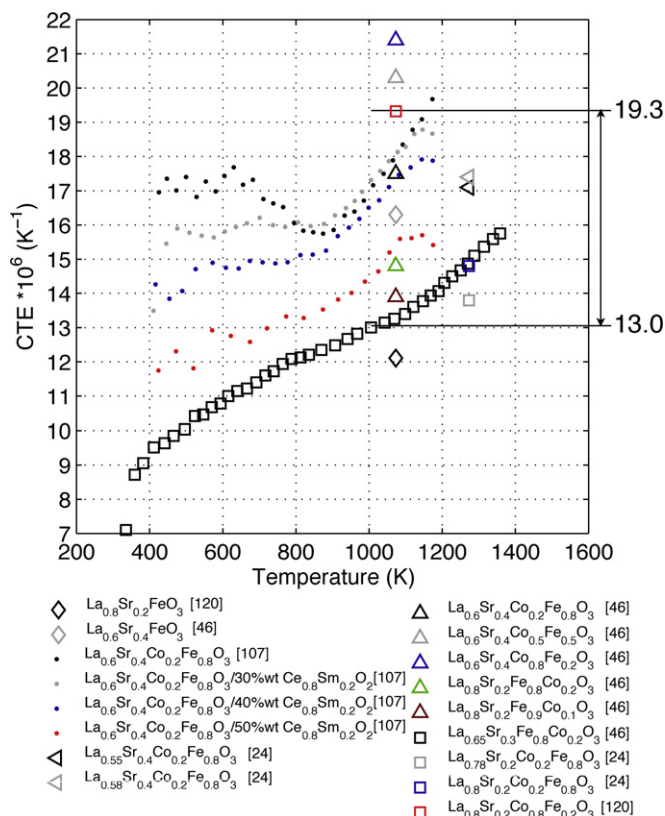 22
21
20
19
18
17
16
15
14
13
12
11
10
9
8
7
CTE *10⁶ (K⁻¹)
19.3
13.0
200 400 600 800 1000 1200 1400 1600
Temperature (K)
La₀.₈Sr₀.₂FeO₃ [120]
La₀.₆Sr₀.₄FeO₃ [46]
La₀.₆Sr₀.₄Co₀.₂Fe₀.₈O₃ [107]
La₀.₆Sr₀.₄Co₀.₂Fe₀.₈O₃/30%wt Ce₀.₈Sm₀.₂O₂[107]
La₀.₆Sr₀.₄Co₀.₂Fe₀.₈O₃/40%wt Ce₀.₈Sm₀.₂O₂[107]
La₀.₆Sr₀.₄Co₀.₂Fe₀.₈O₃/50%wt Ce₀.₈Sm₀.₂O₂[107]
La₀.₅₅Sr₀.₄Co₀.₂Fe₀.₈O₃ [24]
La₀.₅₈Sr₀.₄Co₀.₂Fe₀.₈O₃ [24]
La₀.₆Sr₀.₄Co₀.₂Fe₀.₈O₃ [46]
La₀.₆Sr₀.₄Co₀.₅Fe₀.₅O₃ [46]
La₀.₆Sr₀.₄Co₀.₈Fe₀.₂O₃ [46]
La₀.₈Sr₀.₂Fe₀.₈Co₀.₂O₃ [46]
La₀.₈Sr₀.₂Fe₀.₉Co₀.₁O₃ [46]
La₀.₆₅Sr₀.₃Fe₀.₈Co₀.₂O₃ [46]
La₀.₇₈Sr₀.₂Co₀.₂Fe₀.₈O₃ [24]
La₀.₈Sr₀.₂Co₀.₂Fe₀.₈O₃ [24]
La₀.₈Sr₀.₂Co₀.₈Fe₀.₂O₃ [120]